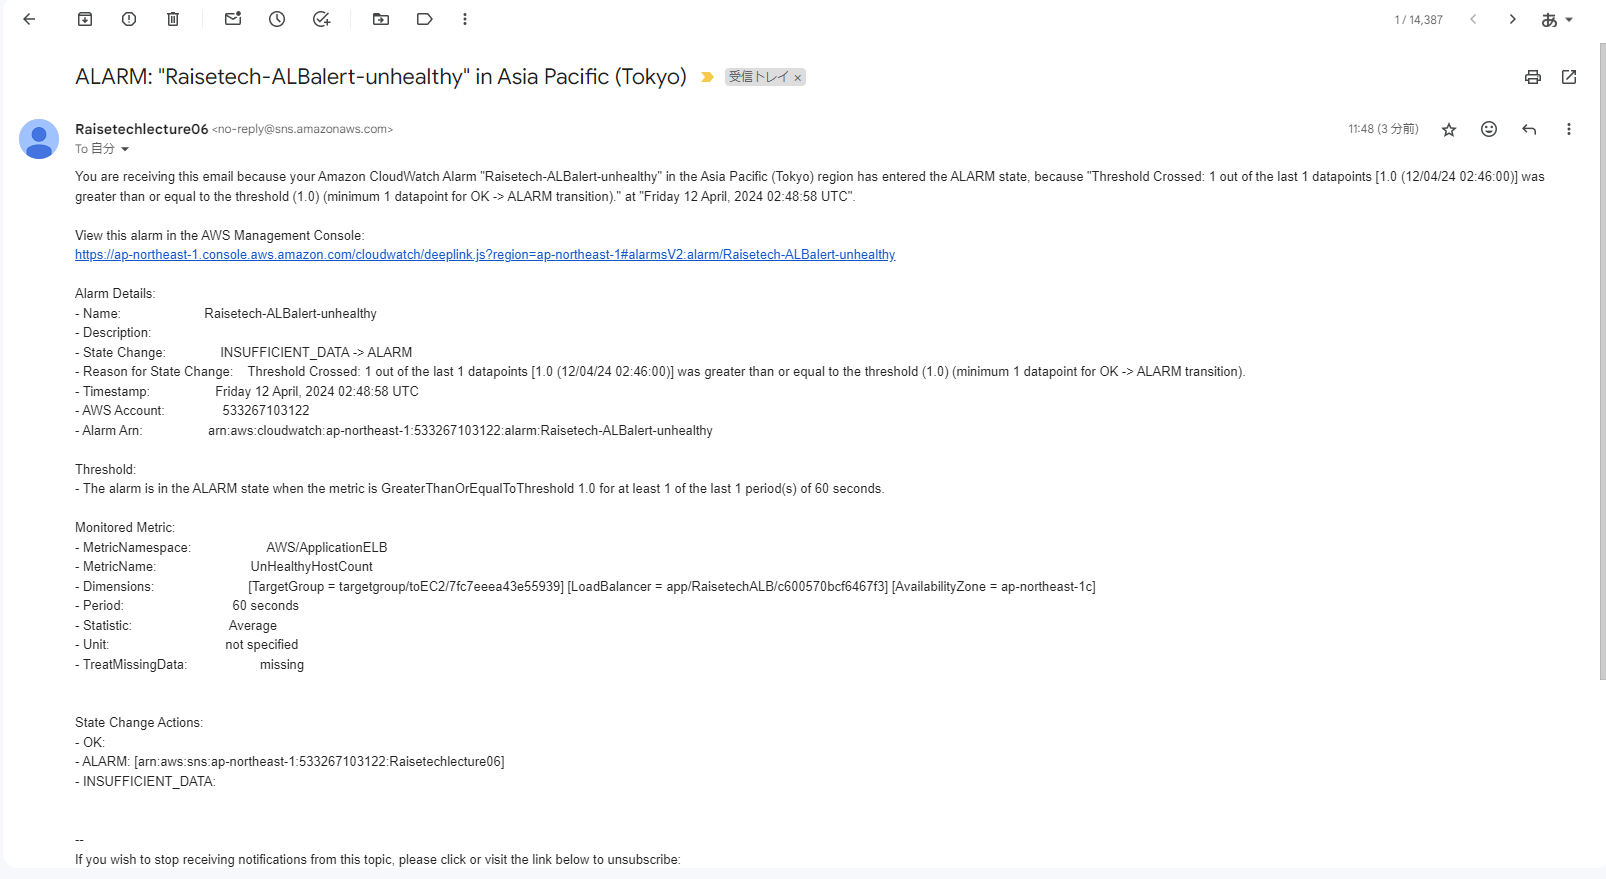 1 / 14,387
あ
ALARM: "Raisetech-ALBalert-unhealthy" in Asia Pacific (Tokyo) 受信トレイ ×
Raisetechlecture06 <no-reply@sns.amazonaws.com> 11:48 (3 分前)
To 自分
You are receiving this email because your Amazon CloudWatch Alarm "Raisetech-ALBalert-unhealthy" in the Asia Pacific (Tokyo) region has entered the ALARM state, because "Threshold Crossed: 1 out of the last 1 datapoints [1.0 (12/04/24 02:46:00)] was
greater than or equal to the threshold (1.0) (minimum 1 datapoint for OK -> ALARM transition)." at "Friday 12 April, 2024 02:48:58 UTC".
View this alarm in the AWS Management Console:
https://ap-northeast-1.console.aws.amazon.com/cloudwatch/deeplink.js?region=ap-northeast-1#alarmsV2:alarm/Raisetech-ALBalert-unhealthy
Alarm Details:
- Name: Raisetech-ALBalert-unhealthy
- Description:
- State Change: INSUFFICIENT_DATA -> ALARM
- Reason for State Change: Threshold Crossed: 1 out of the last 1 datapoints [1.0 (12/04/24 02:46:00)] was greater than or equal to the threshold (1.0) (minimum 1 datapoint for OK -> ALARM transition).
- Timestamp: Friday 12 April, 2024 02:48:58 UTC
- AWS Account: 533267103122
- Alarm Arn: arn:aws:cloudwatch:ap-northeast-1:533267103122:alarm:Raisetech-ALBalert-unhealthy
Threshold:
- The alarm is in the ALARM state when the metric is GreaterThanOrEqualToThreshold 1.0 for at least 1 of the last 1 period(s) of 60 seconds.
Monitored Metric:
- MetricNamespace: AWS/ApplicationELB
- MetricName: UnHealthyHostCount
- Dimensions: [TargetGroup = targetgroup/toEC2/7fc7eeea43e55939] [LoadBalancer = app/RaisetechALB/c600570bcf6467f3] [AvailabilityZone = ap-northeast-1c]
- Period: 60 seconds
- Statistic: Average
- Unit: not specified
- TreatMissingData: missing
State Change Actions:
- OK:
- ALARM: [arn:aws:sns:ap-northeast-1:533267103122:Raisetechlecture06]
- INSUFFICIENT_DATA:
--
If you wish to stop receiving notifications from this topic, please click or visit the link below to unsubscribe: